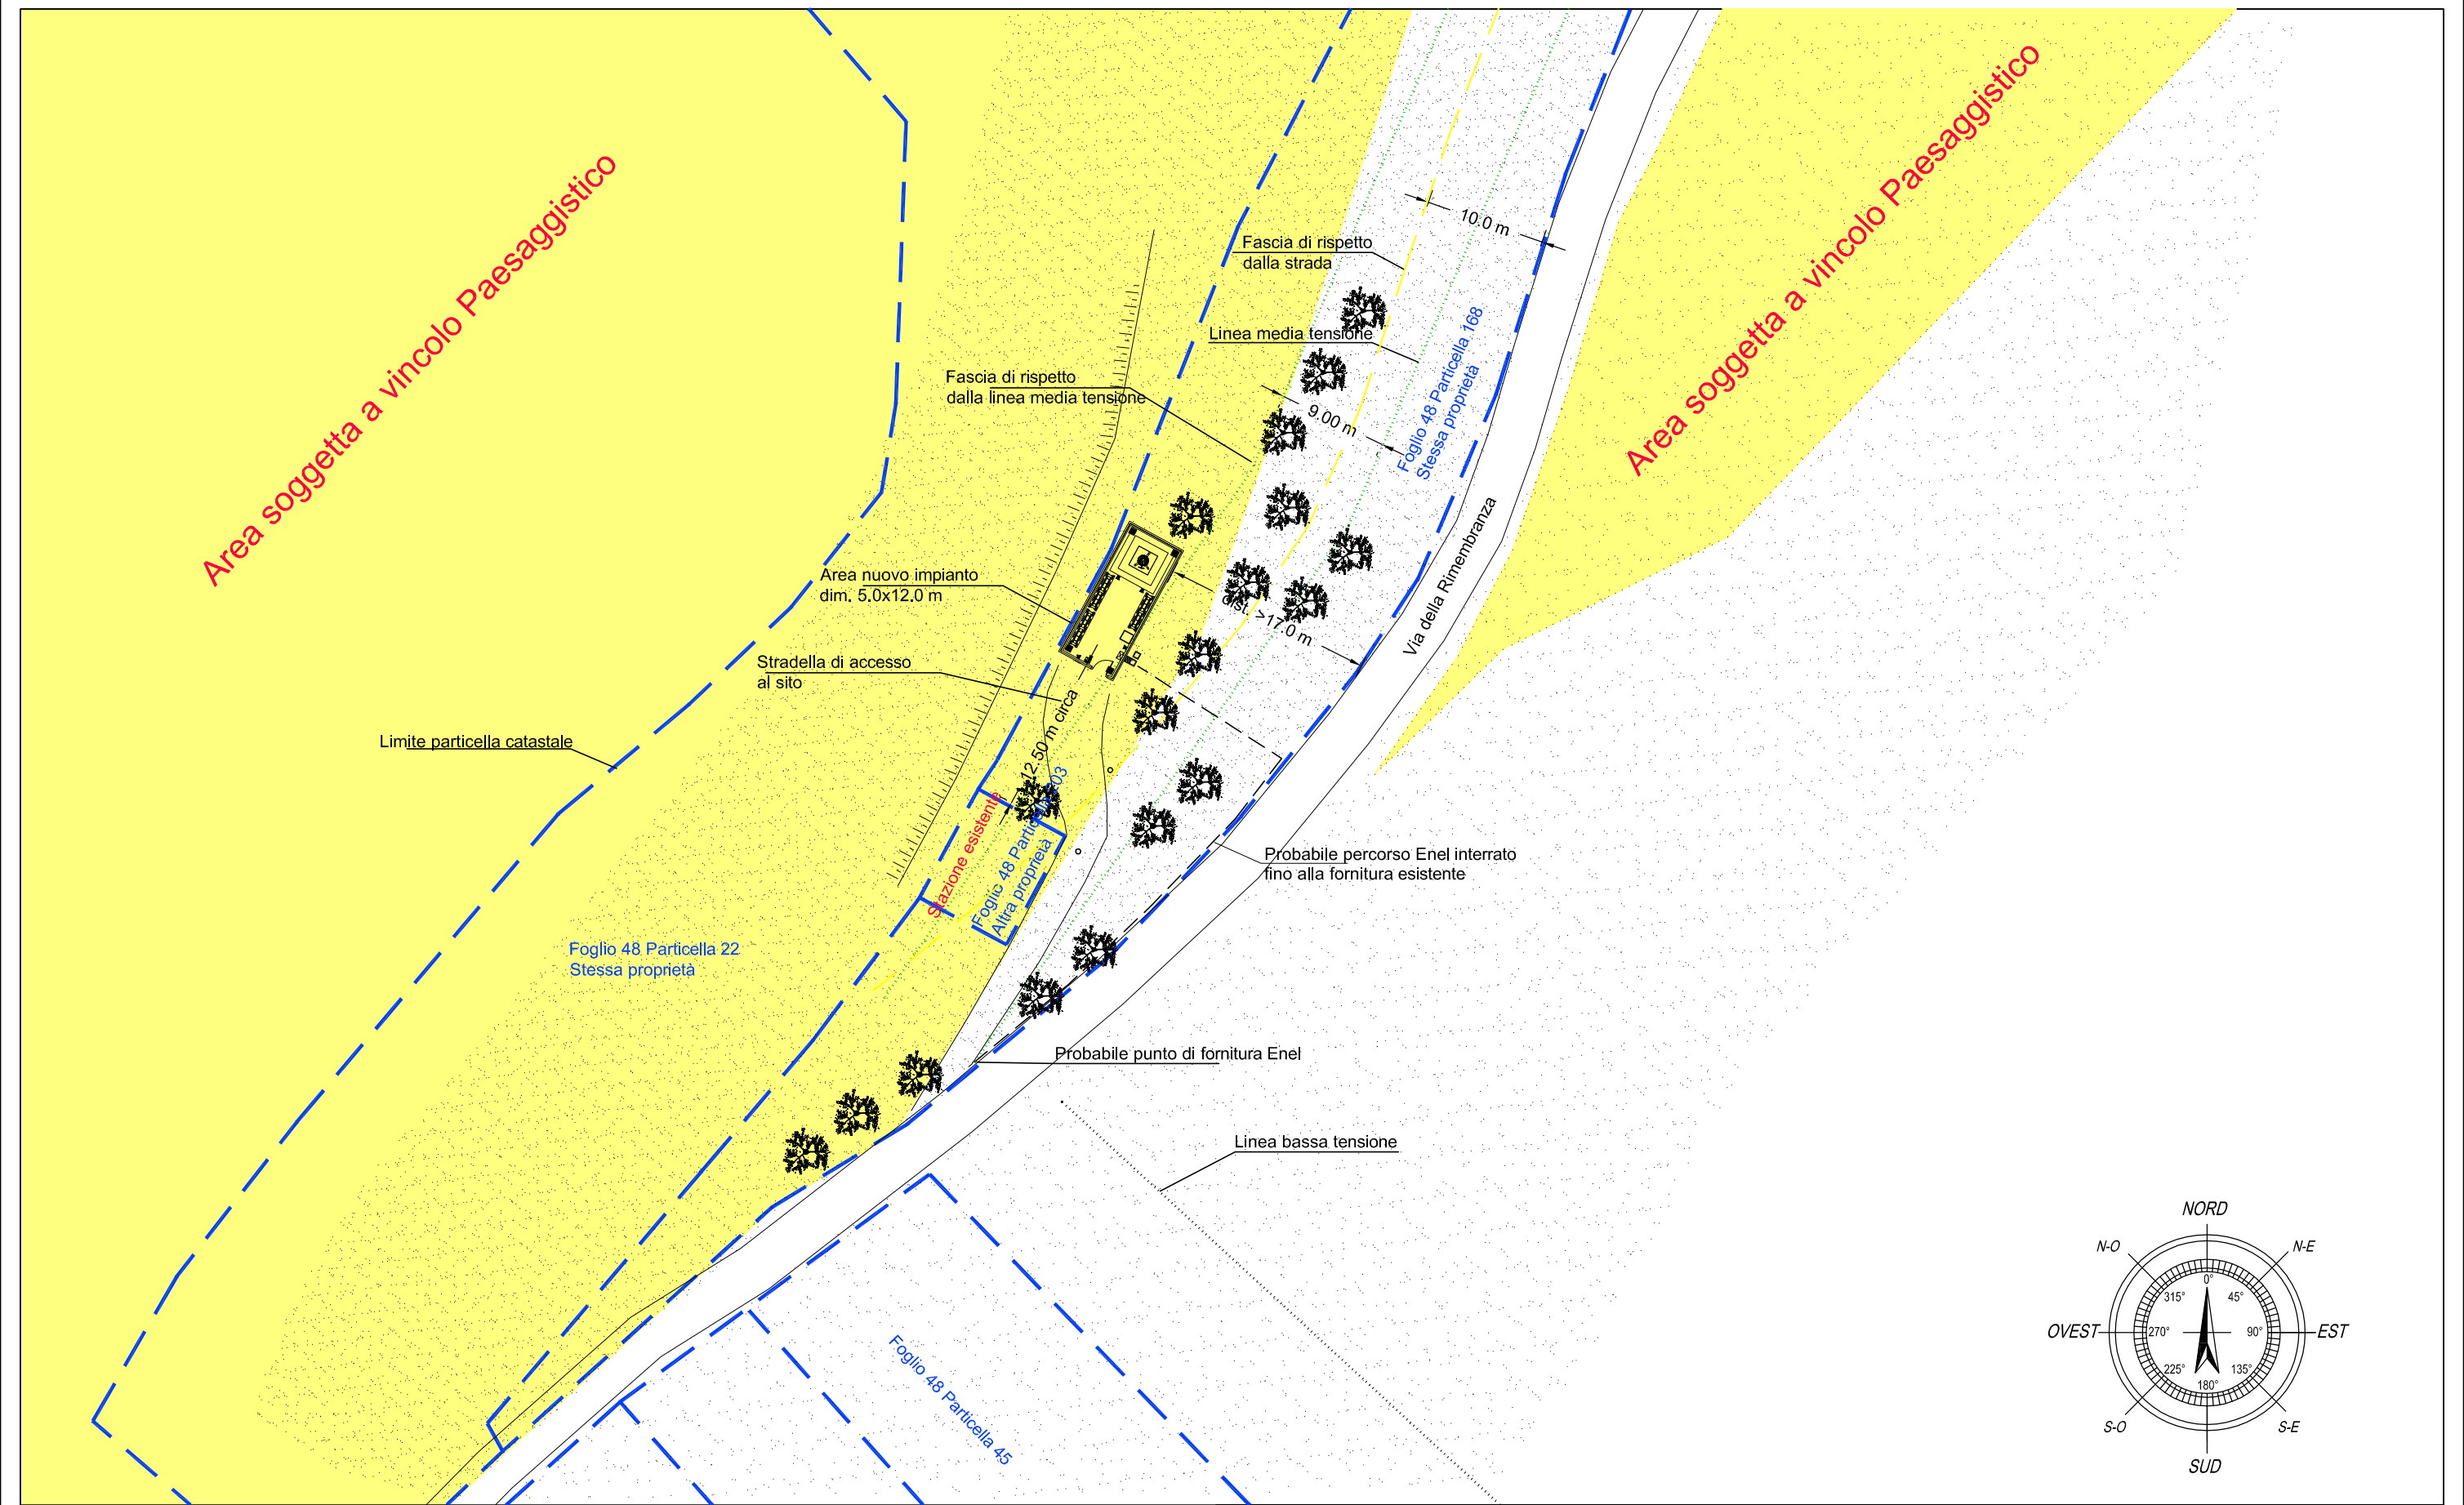 Area soggetta a vincolo Paesaggistico
Area soggetta a vincolo Paesaggistico
10.0 m
Fascia di rispetto
dalla strada
Linea media tensione
Fascia di rispetto
dalla linea media tensione
9.00 m
Foglio 48 Particella 168
Stessa proprietà
Via della Rimembranza
Area nuovo impianto
dim. 5.0x12.0 m
dist. >17.0 m
Stradella di accesso
al sito
12.50 m circa
Limite particella catastale
Stazione esistente
Foglio 48 Particella 203
Altra proprietà
Probabile percorso Enel interrato
fino alla fornitura esistente
Foglio 48 Particella 22
Stessa proprietà
Probabile punto di fornitura Enel
Linea bassa tensione
Foglio 48 Particella 45
NORD
N-O
N-E
0°
315°
45°
OVEST
270°
90°
EST
225°
135°
180°
S-O
S-E
SUD